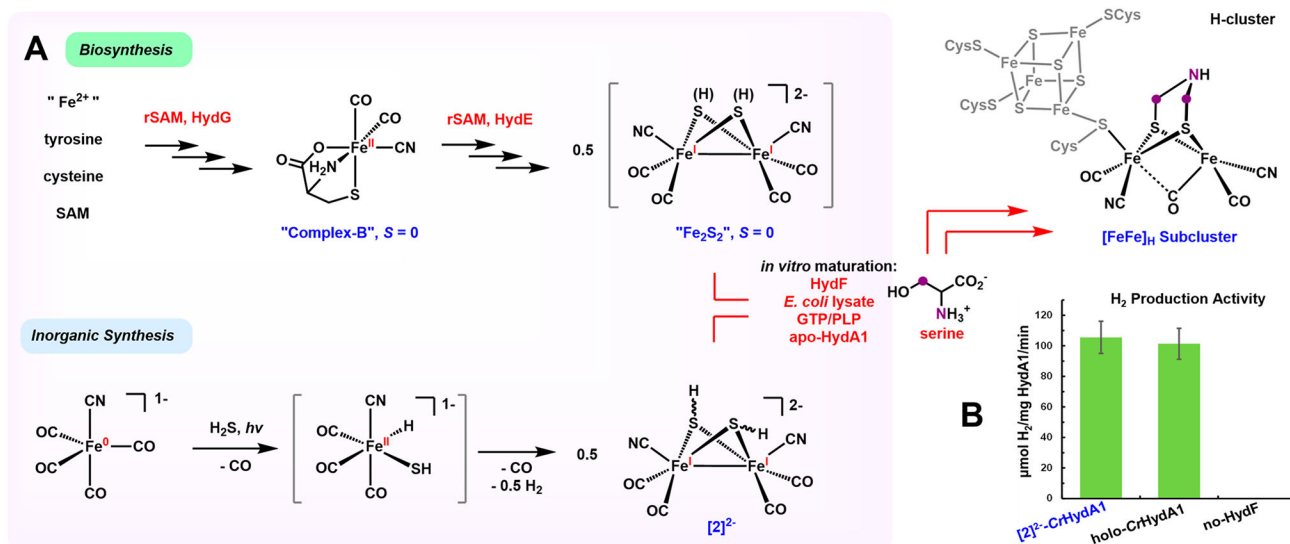 A
Biosynthesis
" Fe2+ "
tyrosine
cysteine
SAM
rSAM, HydG
CO
CO
O
FeII
CN
O
H2N
S
"Complex-B", S = 0
rSAM, HydE
0.5
(H)
(H)
2-
S
S
NC
CN
FeI
FeI
OC
CO
OC
CO
"Fe2S2", S = 0
in vitro maturation:
HydF
E. coli lysate
GTP/PLP
apo-HydA1
HO
CO2-
NH3+
serine
H-cluster
SCys
CysS
S
Fe
Fe
S
S
Fe
CysS
S
Fe
S
Cys
NH
S
S
Fe
Fe
OC
CN
NC
C
O
CO
[FeFe]H Subcluster
Inorganic Synthesis
1-
CN
OC
Fe0
CO
OC
CO
H2S, hv
- CO
1-
CN
OC
FeII
H
OC
SH
CO
- CO
- 0.5 H2
0.5
H
2-
S
S
H
NC
CN
FeI
FeI
OC
CO
OC
CO
[2]2-
B
H2 Production Activity
µmol H2/mg HydA1/min
120
100
80
60
40
20
0
[2]2--CrHydA1
holo-CrHydA1
no-HydF